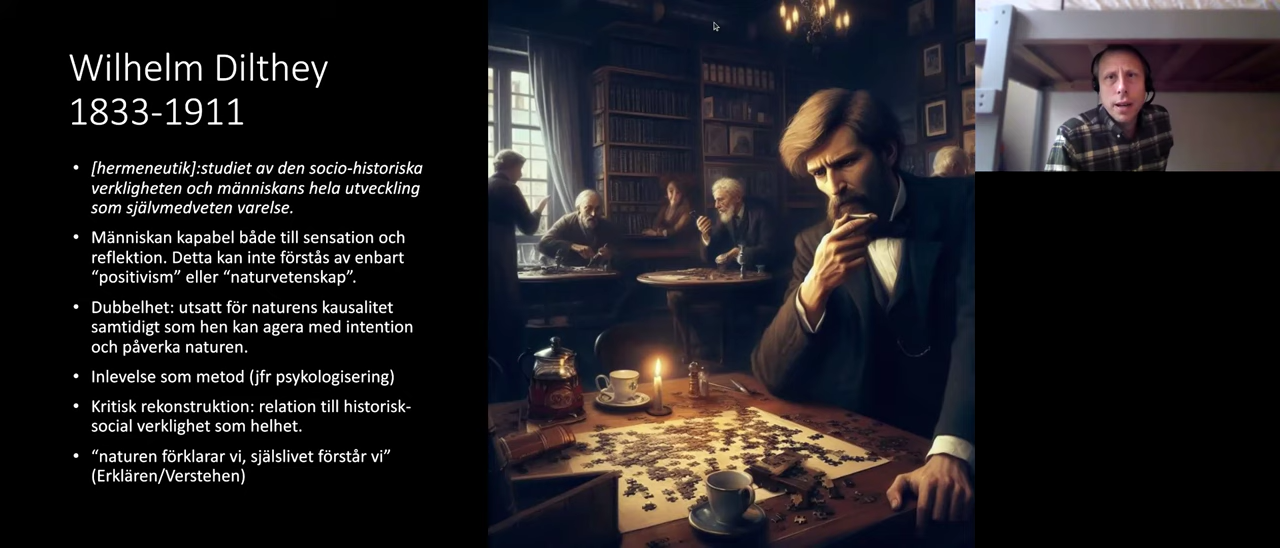 Wilhelm Dilthey
1833-1911
• [hermeneutik]:studiet av den socio-historiska
verkligheten och människans hela utveckling
som självmedveten varelse.
• Människan kapabel både till sensation och
reflektion. Detta kan inte förstås av enbart
“positivism” eller “naturvetenskap”.
• Dubbelhet: utsatt för naturens kausalitet
samtidigt som hen kan agera med intention
och påverka naturen.
• Inlevelse som metod (jfr psykologisering)
• Kritisk rekonstruktion: relation till historisk-
social verklighet som helhet.
• “naturen förklarar vi, själslivet förstår vi”
(Erklären/Verstehen)